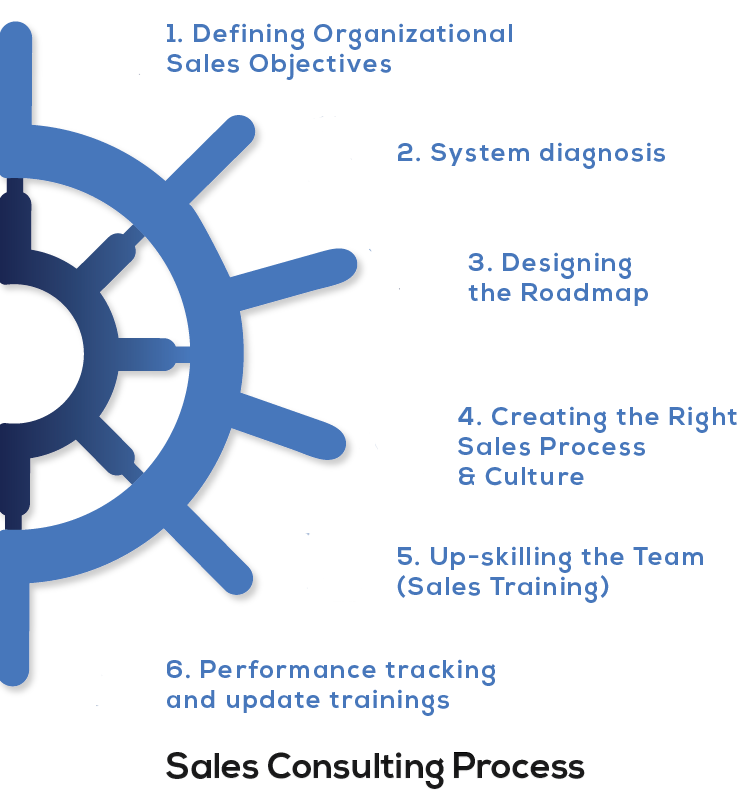 1. Defining Organizational
Sales Objectives
2. System diagnosis
3. Designing
the Roadmap
4. Creating the Right
Sales Process
& Culture
5. Up-skilling the Team
(Sales Training)
6. Performance tracking
and update trainings
Sales Consulting Process